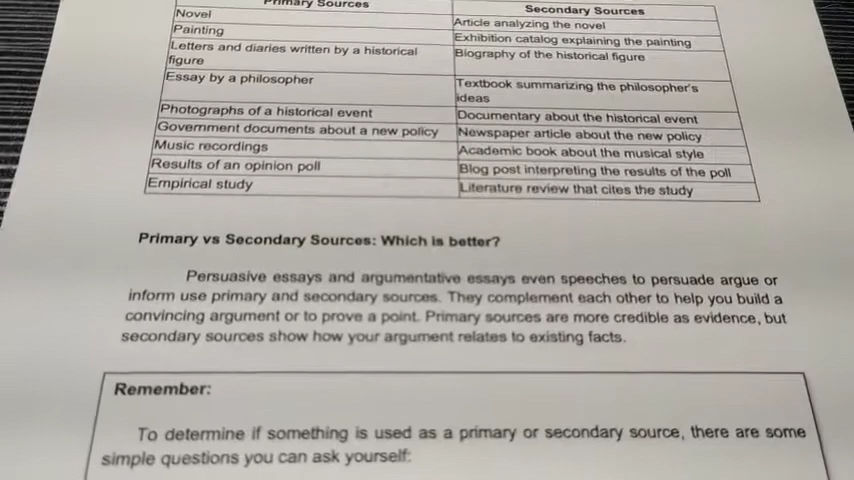 Primary Sources Secondary Sources
Novel Article analyzing the novel
Painting Exhibition catalog explaining the painting
Letters and diaries written by a historical Biography of the historical figure
figure
Essay by a philosopher Textbook summarizing the philosopher's
ideas
Photographs of a historical event Documentary about the historical event
Government documents about a new policy Newspaper article about the new policy
Music recordings Academic book about the musical style
Results of an opinion poll Blog post interpreting the results of the poll
Empirical study Literature review that cites the study
Primary vs Secondary Sources: Which is better?
Persuasive essays and argumentative essays even speeches to persuade argue or
inform use primary and secondary sources. They complement each other to help you build a
convincing argument or to prove a point. Primary sources are more credible as evidence, but
secondary sources show how your argument relates to existing facts.
Remember:
To determine if something is used as a primary or secondary source, there are some
simple questions you can ask yourself: